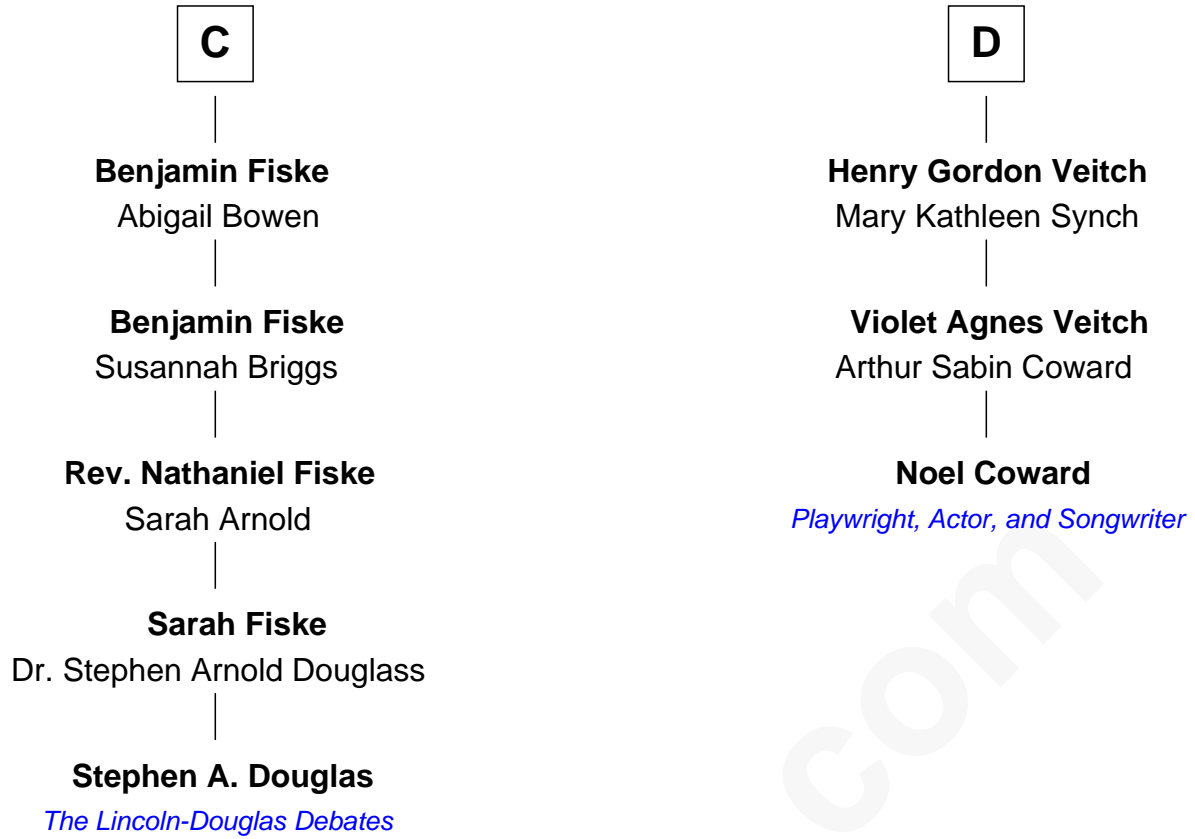 C
Benjamin Fiske
Abigail Bowen
Benjamin Fiske
Susannah Briggs
Rev. Nathaniel Fiske
Sarah Arnold
Sarah Fiske
Dr. Stephen Arnold Douglass
Stephen A. Douglas
The Lincoln-Douglas Debates
D
Henry Gordon Veitch
Mary Kathleen Synch
Violet Agnes Veitch
Arthur Sabin Coward
Noel Coward
Playwright, Actor, and Songwriter
com